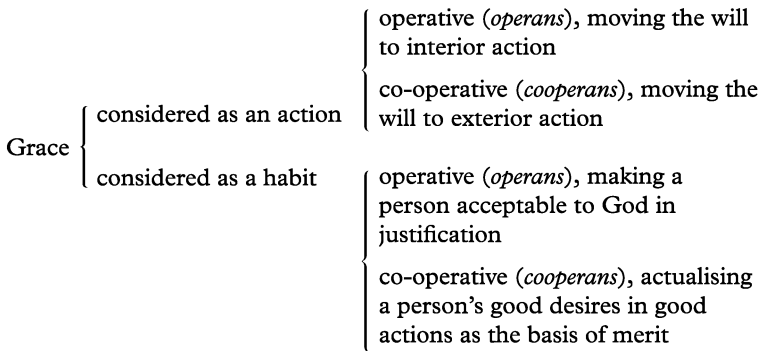 operative (operans), moving the will
to interior action
co-operative (cooperans), moving the
will to exterior action
considered as an action
Grace
considered as a habit
operative (operans), making a
person acceptable to God in
justification
co-operative (cooperans), actualising
a person's good desires in good
actions as the basis of merit